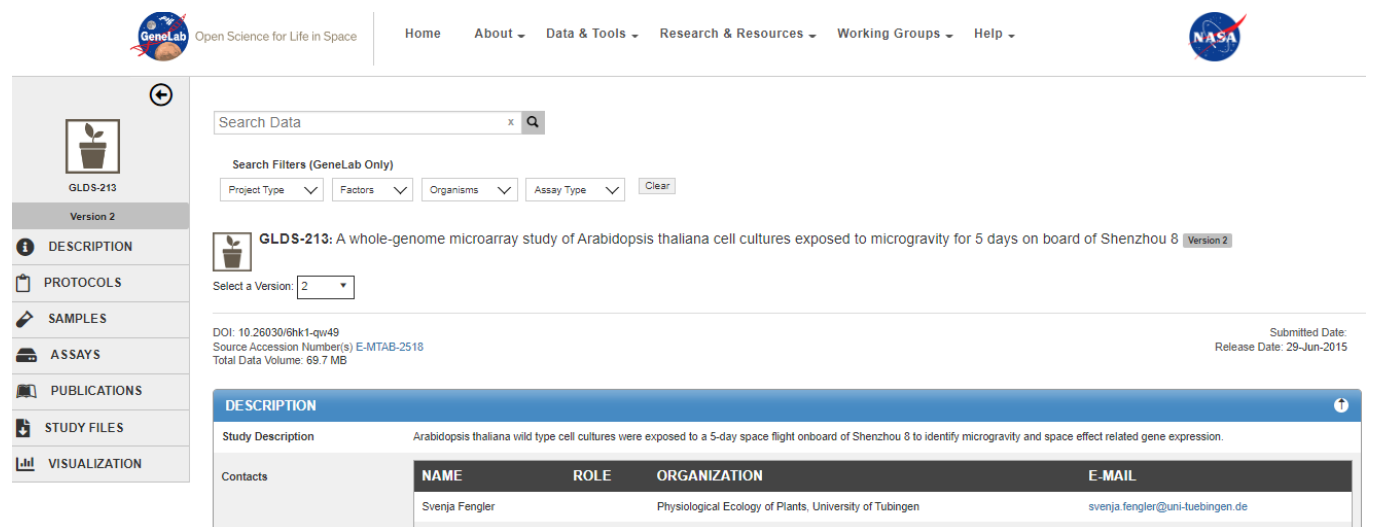 GeneLab
Open Science for Life in Space
Home About Data & Tools Research & Resources Working Groups Help
NASA
GLDS-213
Version 2
DESCRIPTION
PROTOCOLS
SAMPLES
ASSAYS
PUBLICATIONS
STUDY FILES
VISUALIZATION
Search Data x
Search Filters (GeneLab Only)
Project Type Factors Organisms Assay Type Clear
GLDS-213: A whole-genome microarray study of Arabidopsis thaliana cell cultures exposed to microgravity for 5 days on board of Shenzhou 8 Version 2
Select a Version: 2
DOI: 10.26030/6hk1-qw49
Source Accession Number(s) E-MTAB-2518
Total Data Volume: 69.7 MB
Submitted Date:
Release Date: 29-Jun-2015
DESCRIPTION
Study Description Arabidopsis thaliana wild type cell cultures were exposed to a 5-day space flight onboard of Shenzhou 8 to identify microgravity and space effect related gene expression.
Contacts NAME ROLE ORGANIZATION E-MAIL
Svenja Fengler Physiological Ecology of Plants, University of Tubingen svenja.fengler@uni-tuebingen.de